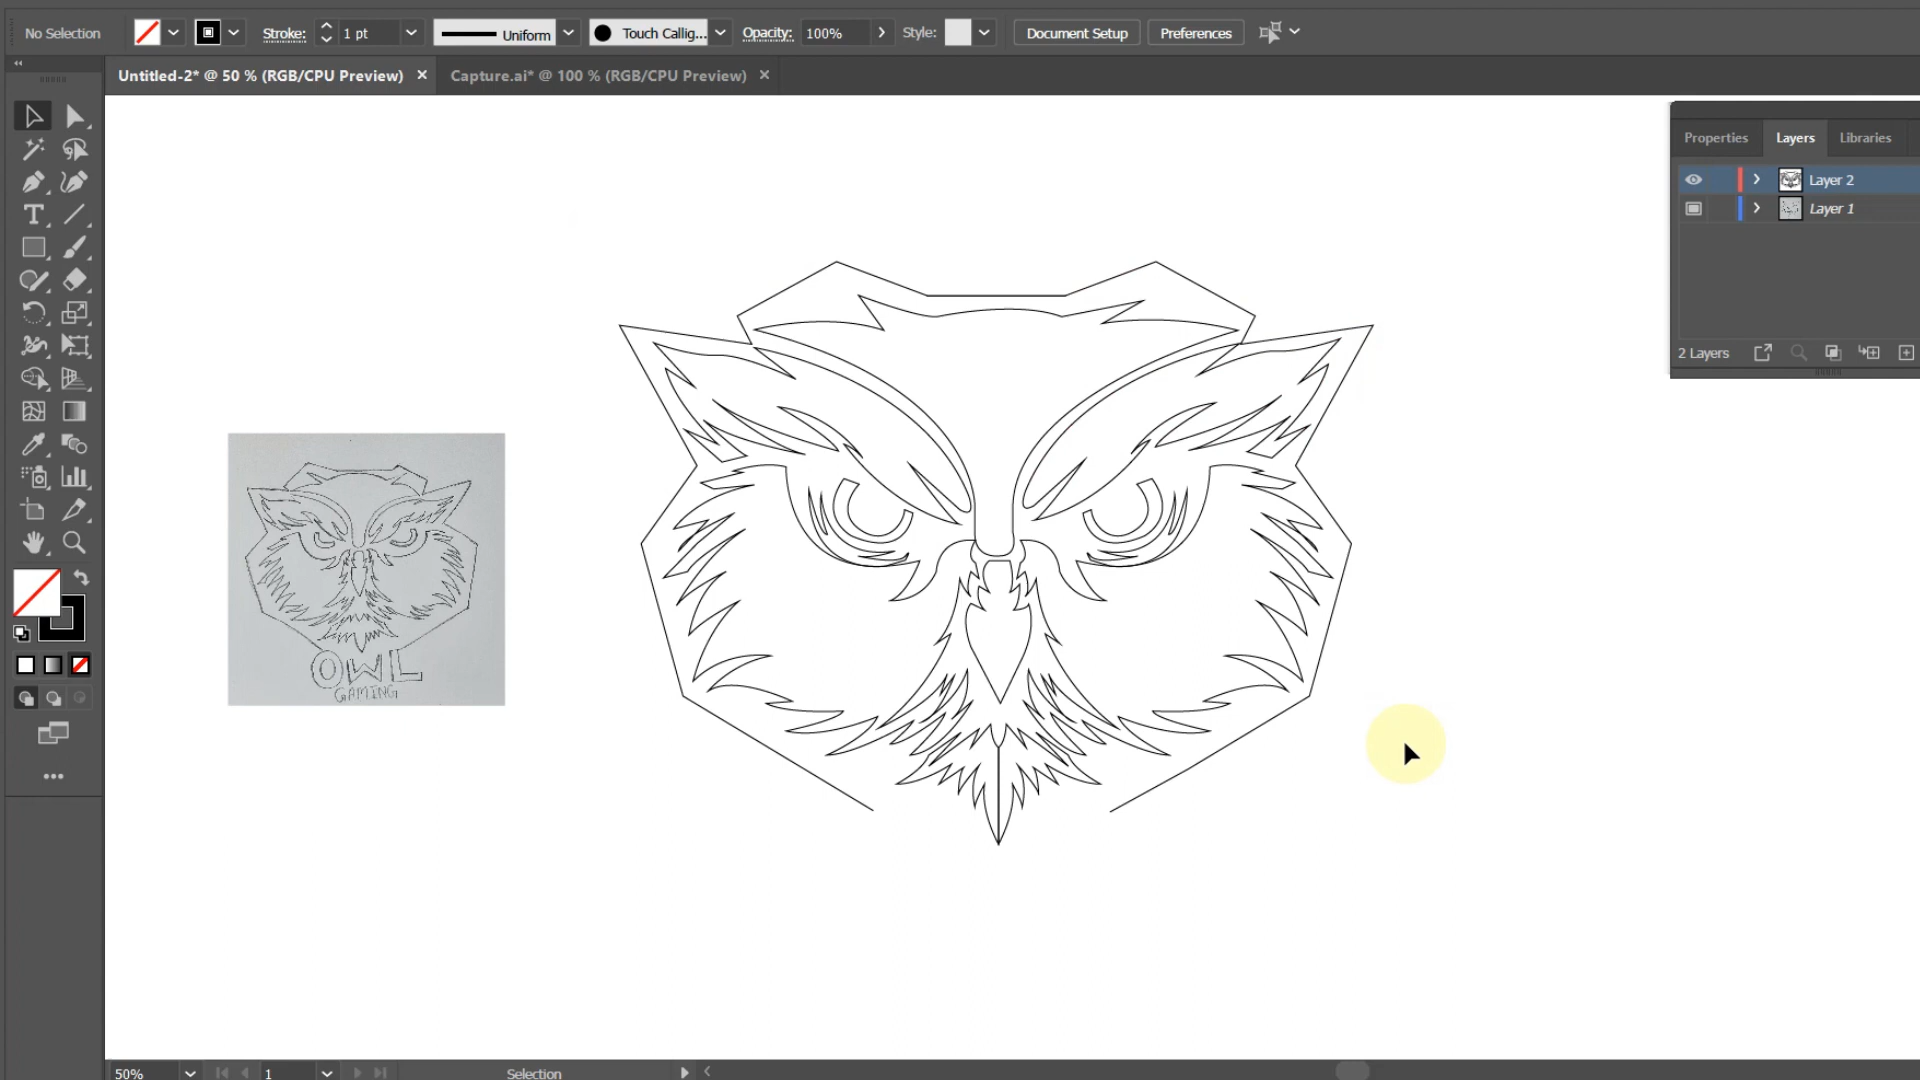 No Selection Stroke: 1 pt Uniform Touch Callig... Opacity: 100% Style: Document Setup Preferences
Untitled-2* @ 50 % (RGB/CPU Preview) × Capture.ai* @ 100 % (RGB/CPU Preview) ×
Properties Layers Libraries
Layer 2
Layer 1
2 Layers
OWL
GAMING
50% 1 Selection